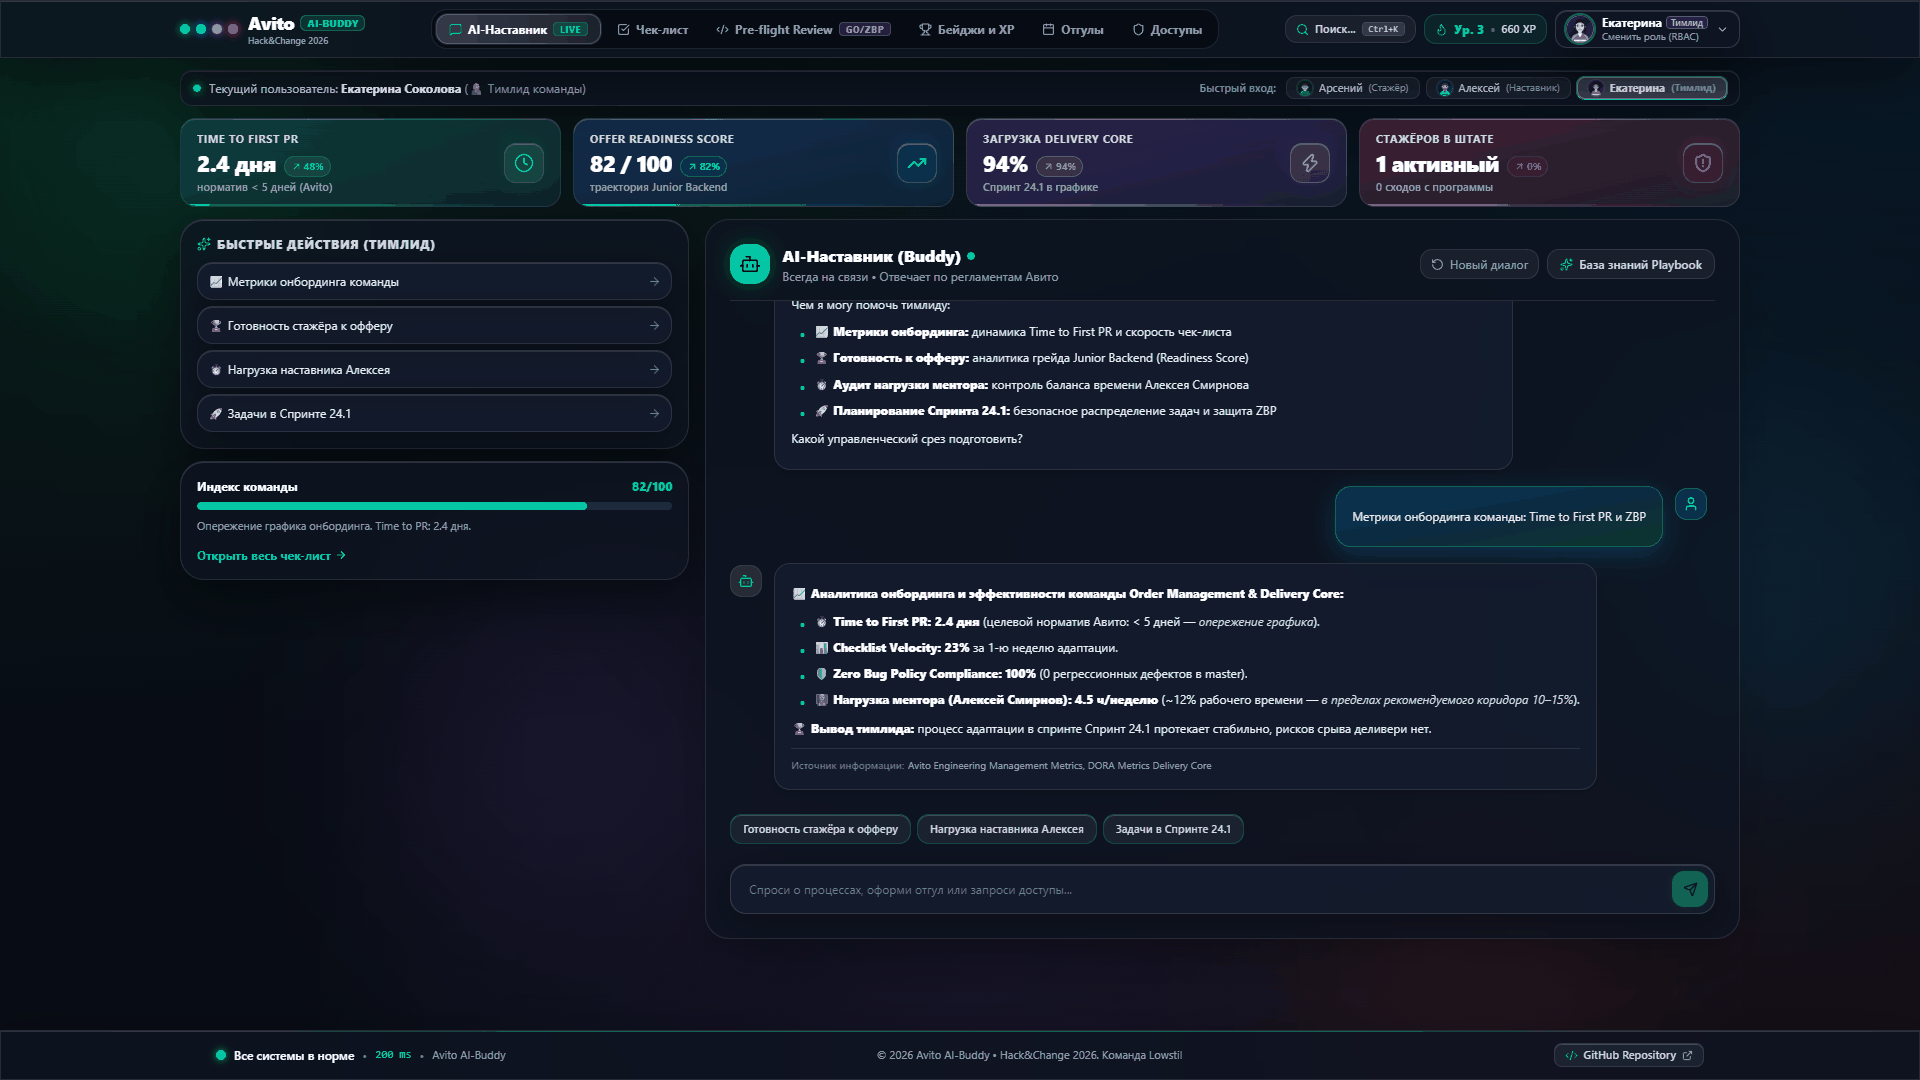 Avito AI-BUDDY
Hack&Change 2026
AI-Наставник LIVE
Чек-лист
Pre-flight Review GO/ZBP
Бейджи и XP
Отгулы
Доступы
Поиск... Ctrl+K
Ур. 3 • 660 XP
Екатерина Тимлид
Сменить роль (RBAC)
Текущий пользователь: Екатерина Соколова ( Тимлид команды)
Быстрый вход:
Арсений (Стажёр)
Алексей (Наставник)
Екатерина (Тимлид)
TIME TO FIRST PR
2.4 дня ↗ 48%
норматив < 5 дней (Avito)
OFFER READINESS SCORE
82 / 100 ↗ 82%
траектория Junior Backend
ЗАГРУЗКА DELIVERY CORE
94% ↗ 94%
Спринт 24.1 в графике
СТАЖЁРОВ В ШТАТЕ
1 активный ↗ 0%
0 сходов с программы
БЫСТРЫЕ ДЕЙСТВИЯ (ТИМЛИД)
Метрики онбординга команды →
Готовность стажёра к офферу →
Нагрузка наставника Алексея →
Задачи в Спринте 24.1 →
Индекс команды 82/100
Опережение графика онбординга. Time to PR: 2.4 дня.
Открыть весь чек-лист →
AI-Наставник (Buddy)
Всегда на связи • Отвечает по регламентам Авито
Новый диалог
База знаний Playbook
Чем я могу помочь тимлиду:
• Метрики онбординга: динамика Time to First PR и скорость чек-листа
• Готовность к офферу: аналитика грейда Junior Backend (Readiness Score)
• Аудит нагрузки ментора: контроль баланса времени Алексея Смирнова
• Планирование Спринта 24.1: безопасное распределение задач и защита ZBP
Какой управленческий срез подготовить?
Метрики онбординга команды: Time to First PR и ZBP
Аналитика онбординга и эффективности команды Order Management & Delivery Core:
• Time to First PR: 2.4 дня (целевой норматив Авито: < 5 дней — опережение графика).
• Checklist Velocity: 23% за 1-ю неделю адаптации.
• Zero Bug Policy Compliance: 100% (0 регрессионных дефектов в master).
• Нагрузка ментора (Алексей Смирнов): 4.5 ч/неделю (~12% рабочего времени — в пределах рекомендуемого коридора 10–15%).
Вывод тимлида: процесс адаптации в спринте Спринт 24.1 протекает стабильно, рисков срыва деливери нет.
Источник информации: Avito Engineering Management Metrics, DORA Metrics Delivery Core
Готовность стажёра к офферу
Нагрузка наставника Алексея
Задачи в Спринте 24.1
Спроси о процессах, оформи отгул или запроси доступы...
Все системы в норме • 200 ms • Avito AI-Buddy
© 2026 Avito AI-Buddy • Hack&Change 2026. Команда Lowstil
GitHub Repository